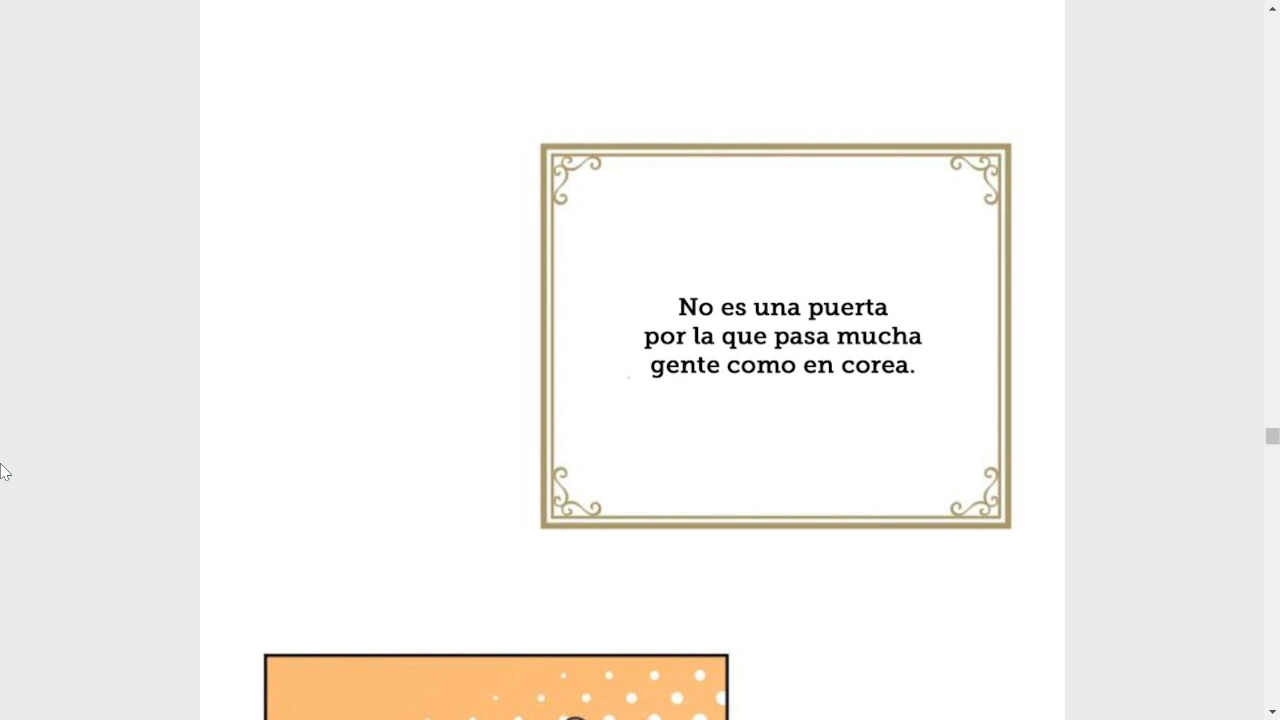 No es una puerta
por la que pasa mucha
gente como en corea.